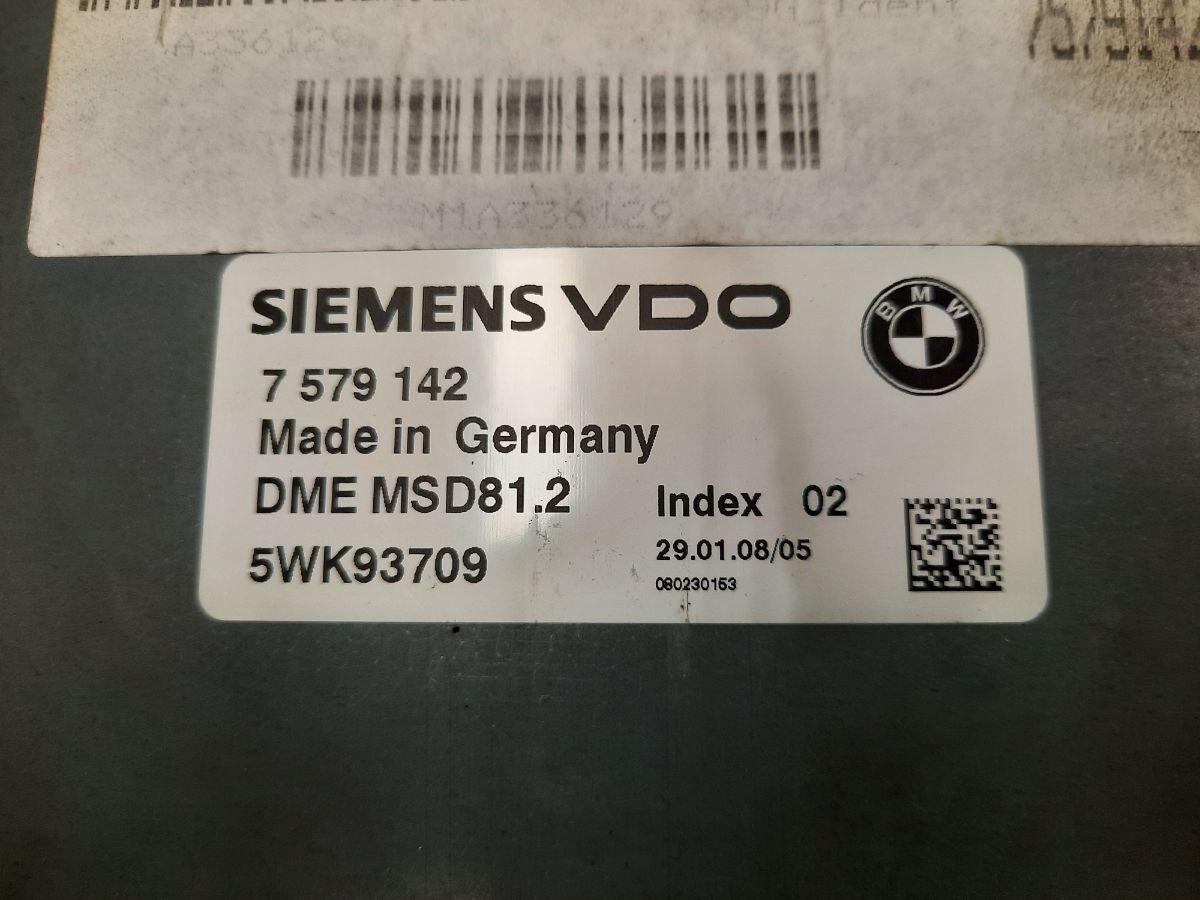 A336129
M1A336129
SIEMENS VDO
BMW
7 579 142
Made in Germany
DME MSD81.2
Index 02
5WK93709
29.01.08/05
080230153